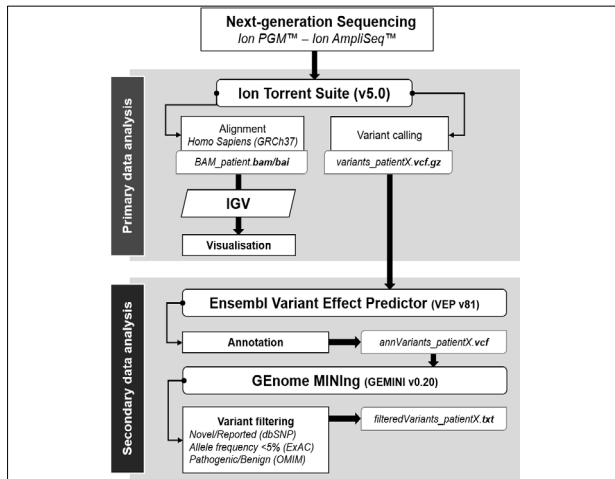 Next-generation Sequencing
Ion PGM™ – Ion AmpliSeq™
Primary data analysis
Ion Torrent Suite (v5.0)
Alignment
Homo Sapiens (GRCh37)
BAM_patient.bam/bai
IGV
Visualisation
Variant calling
variants_patientX.vcf.gz
Secondary data analysis
Ensembl Variant Effect Predictor (VEP v81)
Annotation
annVariants_patientX.vcf
GEnome MINIng (GEMINI v0.20)
Variant filtering
Novel/Reported (dbSNP)
Allele frequency <5% (ExAC)
Pathogenic/Benign (OMIM)
filteredVariants_patientX.txt